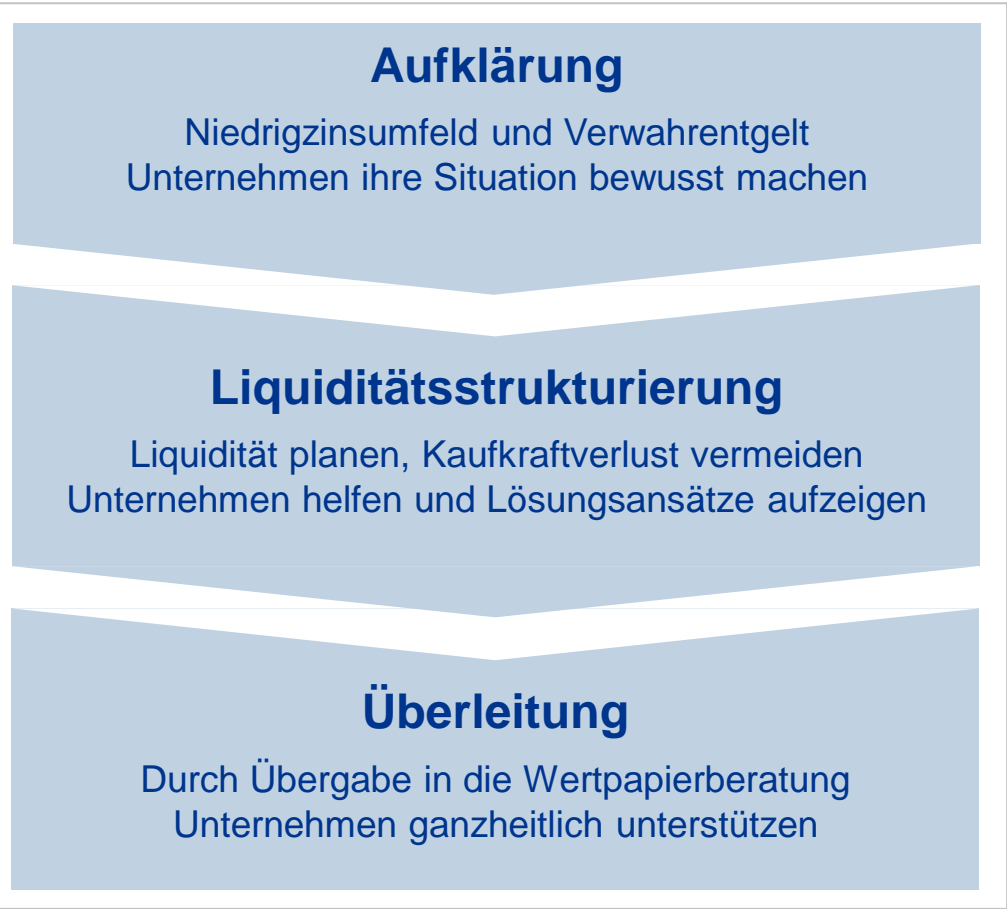 Aufklärung
Niedrigzinsumfeld und Verwahrentgelt
Unternehmen ihre Situation bewusst machen
Liquiditätsstrukturierung
Liquidität planen, Kaufkraftverlust vermeiden
Unternehmen helfen und Lösungsansätze aufzeigen
Überleitung
Durch Übergabe in die Wertpapierberatung
Unternehmen ganzheitlich unterstützen